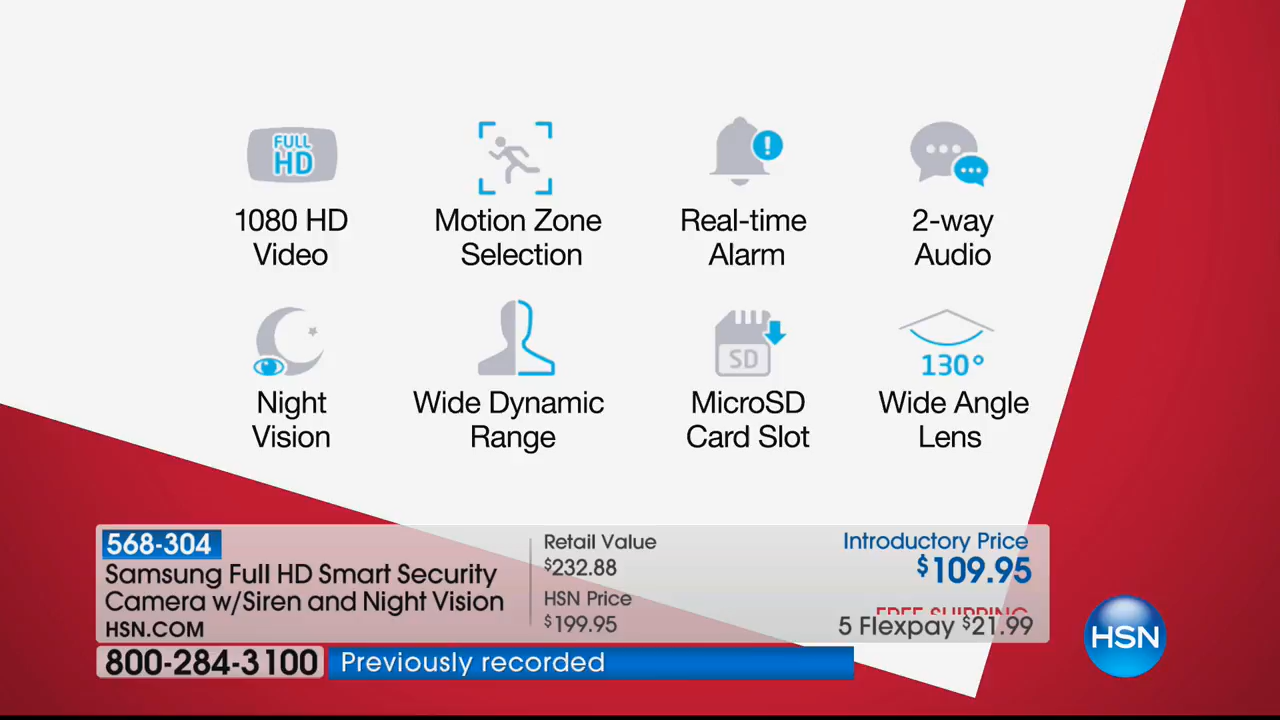 FULL
HD
1080 HD
Video
Motion Zone
Selection
!
Real-time
Alarm
2-way
Audio
Night
Vision
Wide Dynamic
Range
SD
MicroSD
Card Slot
130°
Wide Angle
Lens
568-304
Samsung Full HD Smart Security
Camera w/Siren and Night Vision
HSN.COM
Retail Value
$232.88
HSN Price
$199.95
Introductory Price
$109.95
FREE SHIPPING
5 Flexpay $21.99
HSN
800-284-3100
Previously recorded